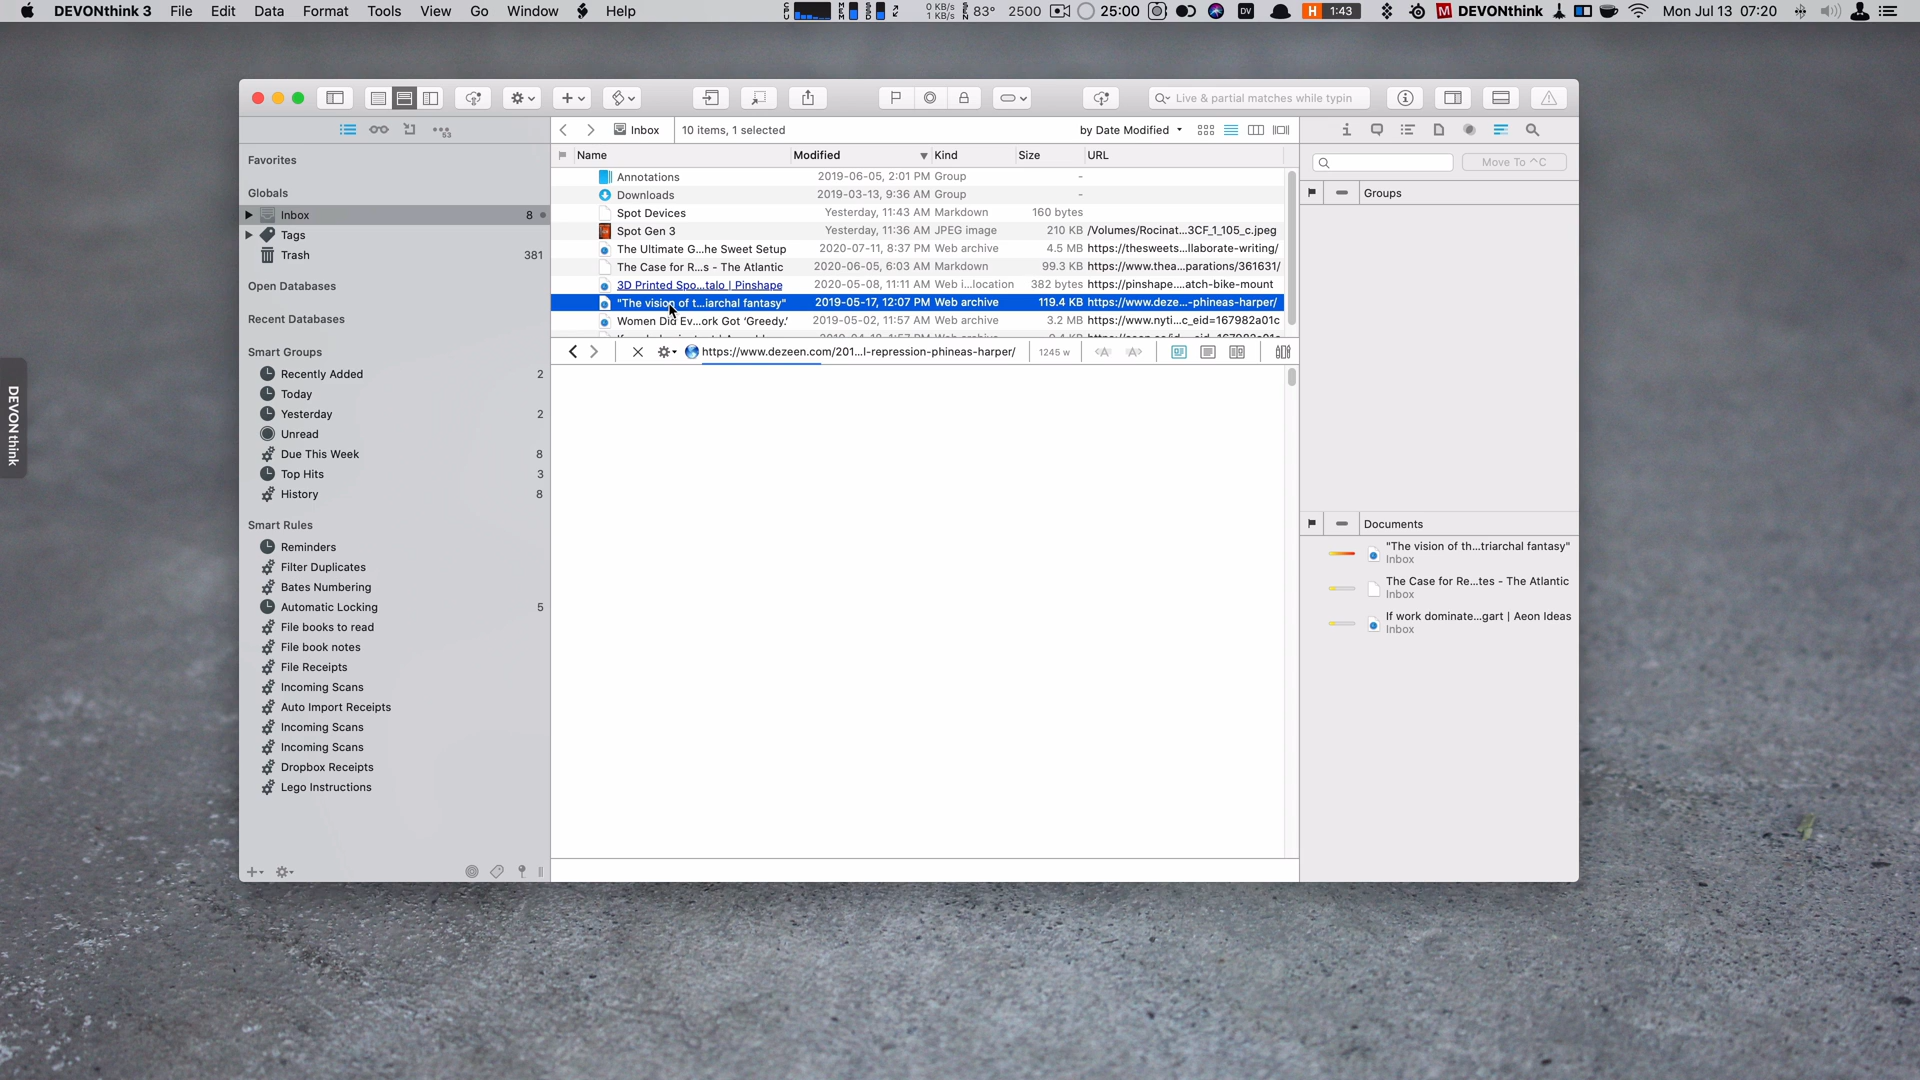 DEVONthink 3 File Edit Data Format Tools View Go Window Help 0 KB/s 1 KB/s 83° 2500 25:00 DV H 1:43 M DEVONthink Mon Jul 13 07:20
DEVONthink
Live & partial matches while typin
53
Inbox 10 items, 1 selected by Date Modified
Favorites
Globals
Inbox 8
Tags
Trash 381
Open Databases
Recent Databases
Smart Groups
Recently Added 2
Today
Yesterday 2
Unread
Due This Week 8
Top Hits 3
History 8
Smart Rules
Reminders
Filter Duplicates
Bates Numbering
Automatic Locking 5
File books to read
File book notes
File Receipts
Incoming Scans
Auto Import Receipts
Incoming Scans
Incoming Scans
Dropbox Receipts
Lego Instructions
Name Modified Kind Size URL
Annotations 2019-06-05, 2:01 PM Group -
Downloads 2019-03-13, 9:36 AM Group -
Spot Devices Yesterday, 11:43 AM Markdown 160 bytes
Spot Gen 3 Yesterday, 11:36 AM JPEG image 210 KB /Volumes/Rocinat...3CF_1_105_c.jpeg
The Ultimate G...he Sweet Setup 2020-07-11, 8:37 PM Web archive 4.5 MB https://thesweets...llaborate-writing/
The Case for R...s - The Atlantic 2020-06-05, 6:03 AM Markdown 99.3 KB https://www.thea...parations/361631/
3D Printed Spo...talo | Pinshape 2020-05-08, 11:11 AM Web i...location 382 bytes https://pinshape....atch-bike-mount
"The vision of t...iarchal fantasy" 2019-05-17, 12:07 PM Web archive 119.4 KB https://www.deze...-phineas-harper/
Women Did Ev...ork Got ‘Greedy.’ 2019-05-02, 11:57 AM Web archive 3.2 MB https://www.nyti...c_eid=167982a01c
https://www.dezeen.com/201...l-repression-phineas-harper/ 1245 w
Move To ^C
Groups
Documents
"The vision of th...triarchal fantasy"
Inbox
The Case for Re...tes - The Atlantic
Inbox
If work dominate...gart | Aeon Ideas
Inbox